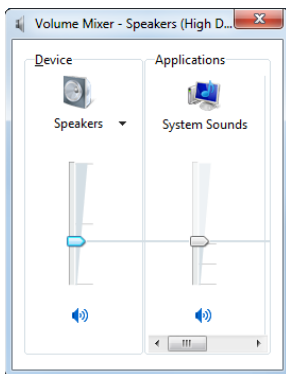 Volume Mixer - Speakers (High D...
Device
Applications
Speakers
System Sounds